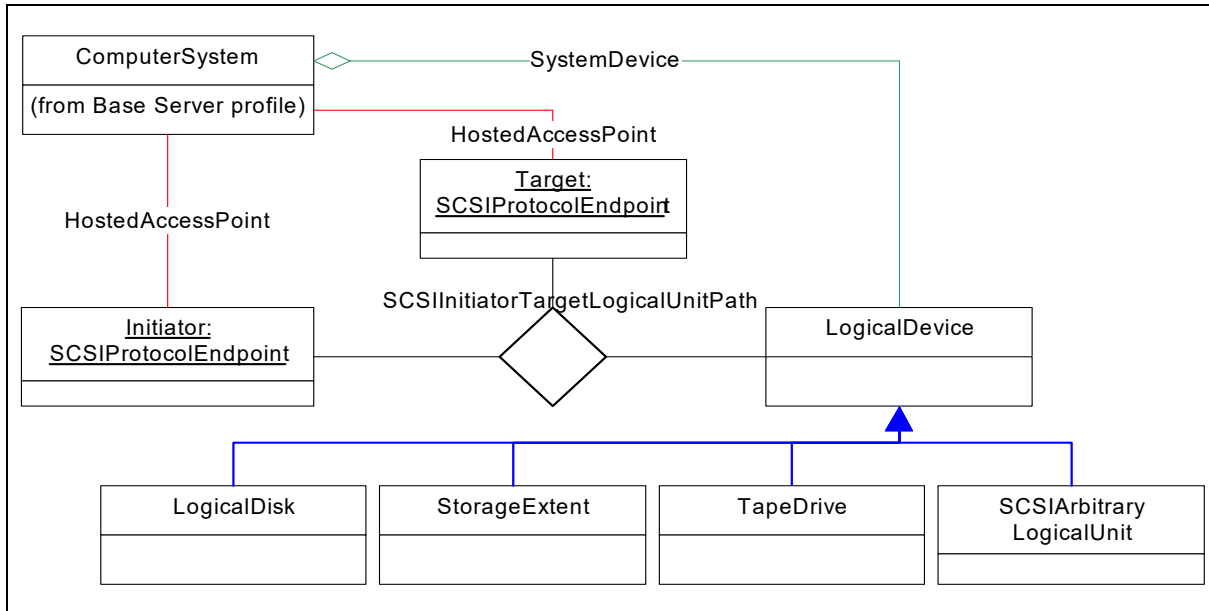 ComputerSystem
SystemDevice
(from Base Server profile)
HostedAccessPoint
Target:
SCSIProtocolEndpoint
HostedAccessPoint
SCSIInitiatorTargetLogicalUnitPath
Initiator:
SCSIProtocolEndpoint
LogicalDevice
LogicalDisk
StorageExtent
TapeDrive
SCSIArbitrary
LogicalUnit